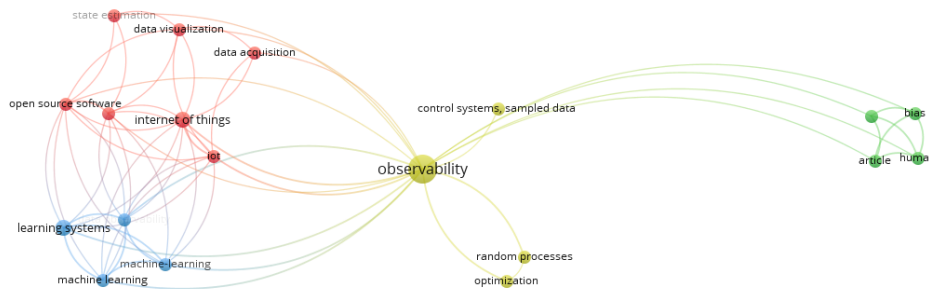 state estimation
data visualization
data acquisition
open source software
internet of things
iot
control systems, sampled data
observability
bias
article
huma
learning systems
machine-learning
machine learning
random processes
optimization